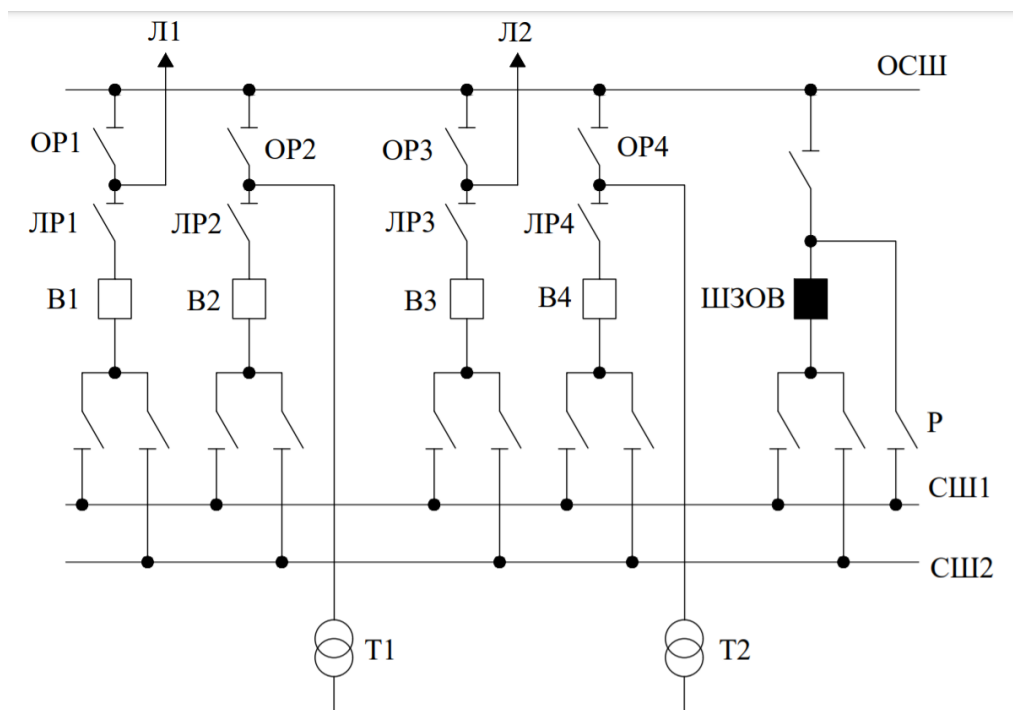 Л1
Л2
ОСШ
ОР1
ОР2
ОР3
ОР4
ЛР1
ЛР2
ЛР3
ЛР4
В1
В2
В3
В4
ШЗОВ
Р
СШ1
СШ2
Т1
Т2